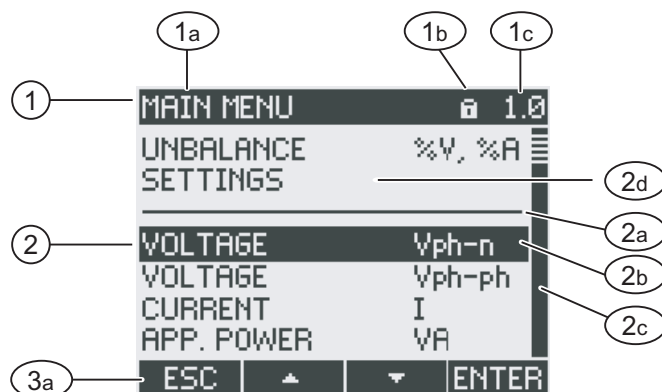 1a 1b 1c
1 MAIN MENU 1.0
UNBALANCE %V, %A
SETTINGS 2d
2a
2 VOLTAGE Vph-n
2b
VOLTAGE Vph-ph
CURRENT I 2c
APP. POWER VA
3a ESC ENTER